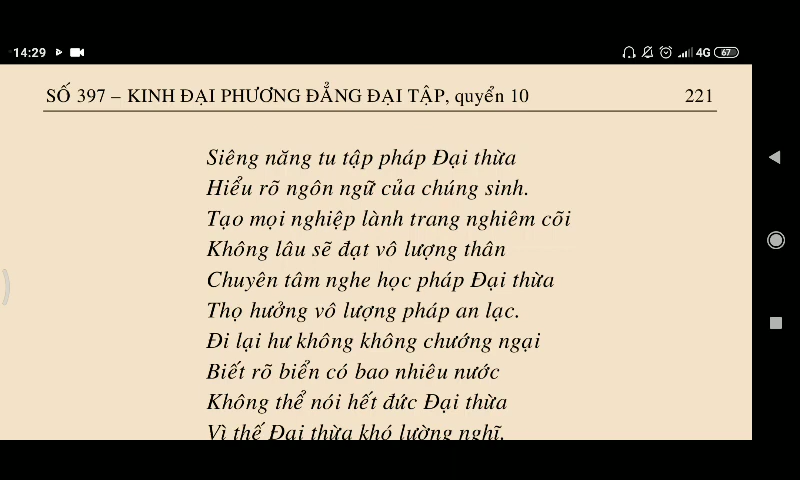 14:29 4G 67
SỐ 397 – KINH ĐẠI PHƯƠNG ĐẲNG ĐẠI TẬP, quyển 10 221
Siêng năng tu tập pháp Đại thừa
Hiểu rõ ngôn ngữ của chúng sinh.
Tạo mọi nghiệp lành trang nghiêm cõi
Không lâu sẽ đạt vô lượng thân
Chuyên tâm nghe học pháp Đại thừa
Thọ hưởng vô lượng pháp an lạc.
Đi lại hư không không chướng ngại
Biết rõ biển có bao nhiêu nước
Không thể nói hết đức Đại thừa
Vì thế Đại thừa khó lường nghĩ.